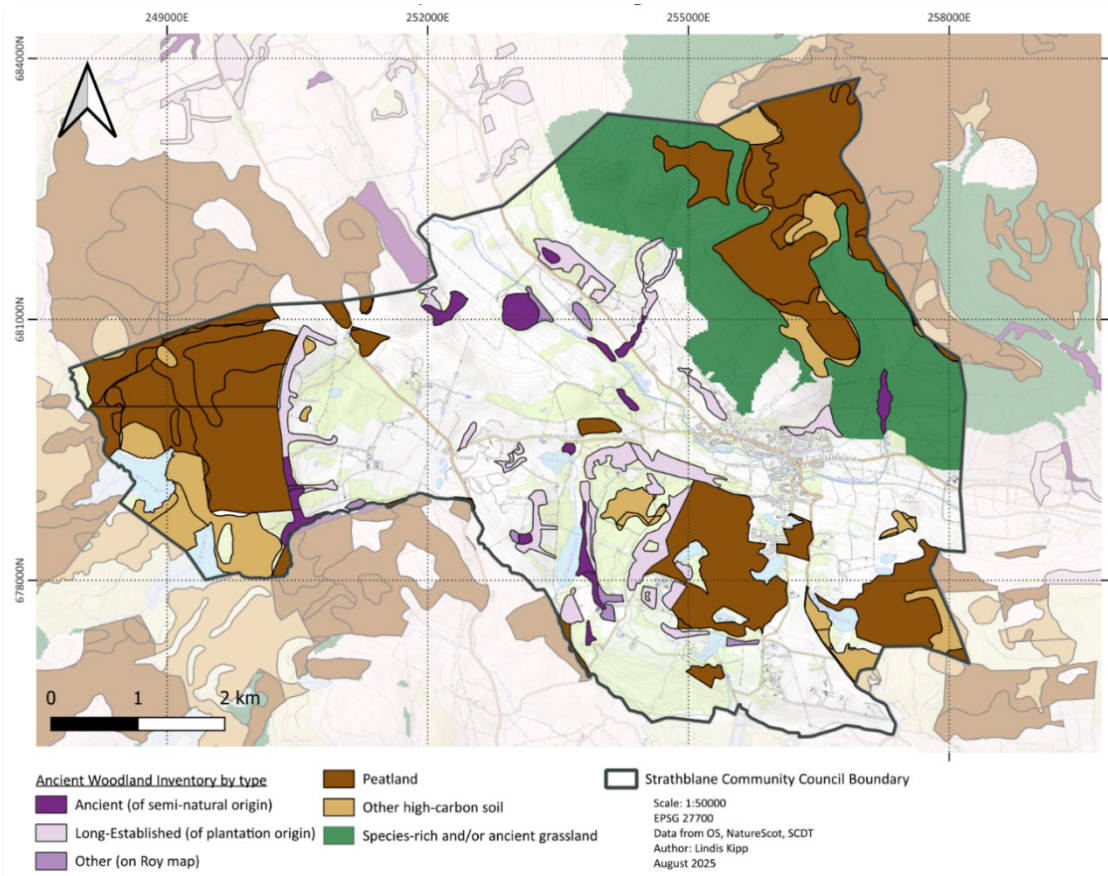 249000E 252000E 255000E 258000E
684000N
681000N
678000N
Strathblane
0 1 2 km
Ancient Woodland Inventory by type
Ancient (of semi-natural origin)
Long-Established (of plantation origin)
Other (on Roy map)
Peatland
Other high-carbon soil
Species-rich and/or ancient grassland
Strathblane Community Council Boundary
Scale: 1:50000
EPSG 27700
Data from OS, NatureScot, SCDT
Author: Lindis Kipp
August 2025